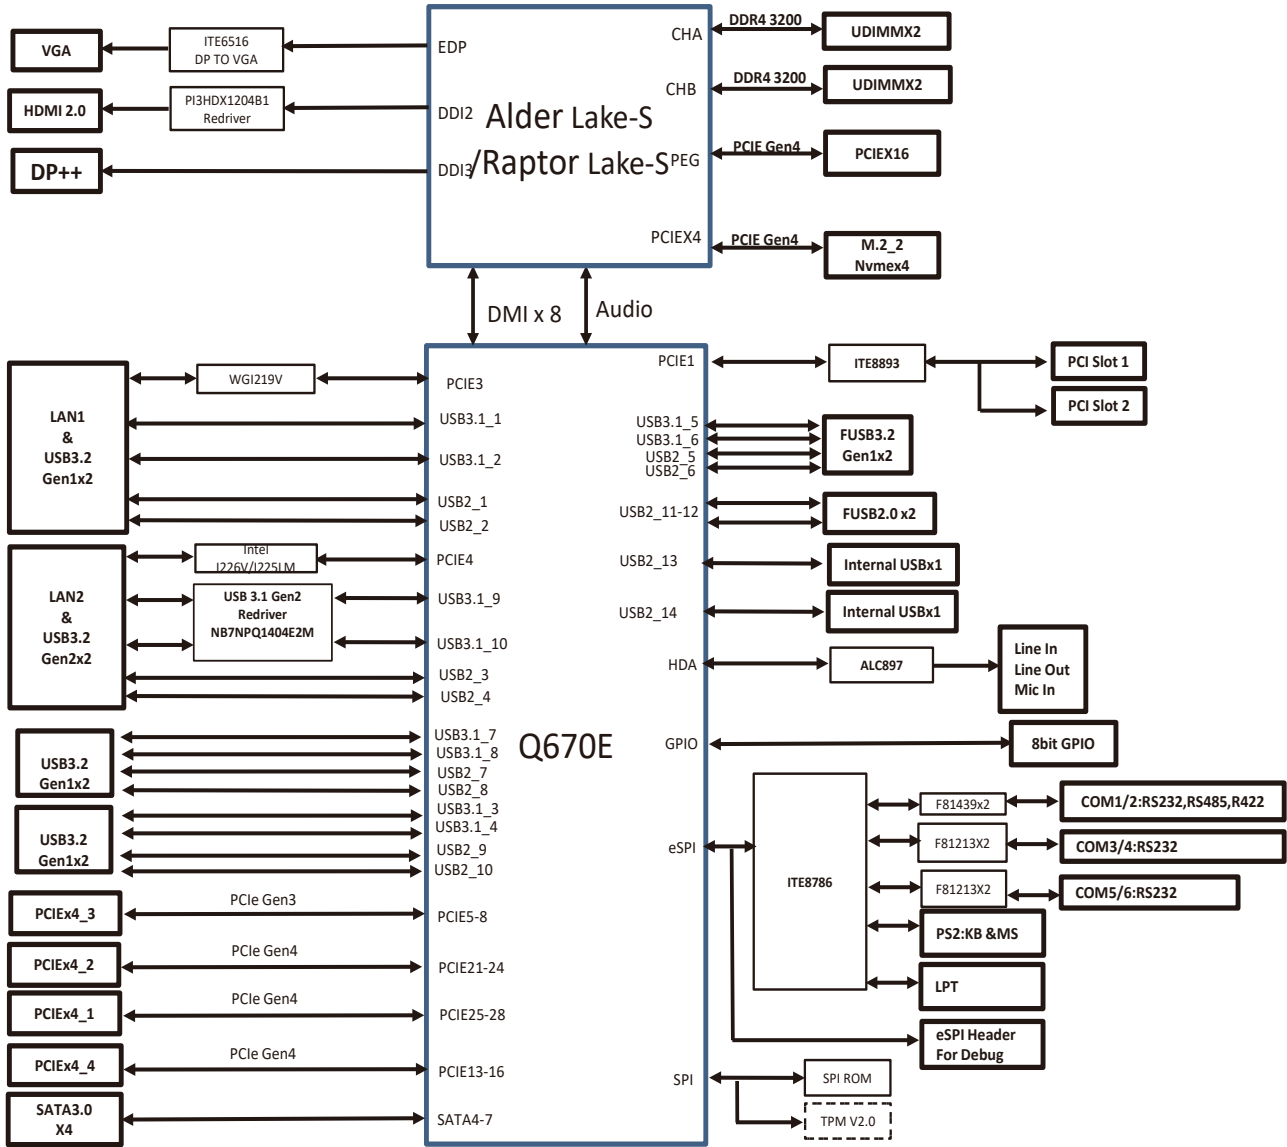 VGA
ITE6516
DP TO VGA
EDP
HDMI 2.0
PI3HDX1204B1
Redriver
DDI2
DP++
DDI3
Alder Lake-S
/Raptor Lake-S
CHA
DDR4 3200
UDIMMX2
CHB
DDR4 3200
UDIMMX2
PEG
PCIE Gen4
PCIEX16
PCIEX4
PCIE Gen4
M.2_2
Nvmex4
DMI x 8
Audio
LAN1
&
USB3.2
Gen1x2
WGI219V
PCIE3
USB3.1_1
USB3.1_2
USB2_1
USB2_2
LAN2
&
USB3.2
Gen2x2
Intel
I226V/I225LM
PCIE4
USB 3.1 Gen2
Redriver
NB7NPQ1404E2M
USB3.1_9
USB3.1_10
USB2_3
USB2_4
USB3.2
Gen1x2
USB3.1_7
USB3.1_8
USB2_7
USB2_8
USB3.2
Gen1x2
USB3.1_3
USB3.1_4
USB2_9
USB2_10
PCIEx4_3
PCIe Gen3
PCIE5-8
PCIEx4_2
PCIe Gen4
PCIE21-24
PCIEx4_1
PCIe Gen4
PCIE25-28
PCIEx4_4
PCIe Gen4
PCIE13-16
SATA3.0
X4
SATA4-7
Q670E
PCIE1
ITE8893
PCI Slot 1
PCI Slot 2
USB3.1_5
USB3.1_6
USB2_5
USB2_6
FUSB3.2
Gen1x2
USB2_11-12
FUSB2.0 x2
USB2_13
Internal USBx1
USB2_14
Internal USBx1
HDA
ALC897
Line In
Line Out
Mic In
GPIO
8bit GPIO
eSPI
ITE8786
F81439x2
COM1/2:RS232,RS485,R422
F81213X2
COM3/4:RS232
F81213X2
COM5/6:RS232
PS2:KB &MS
LPT
eSPI Header
For Debug
SPI
SPI ROM
TPM V2.0